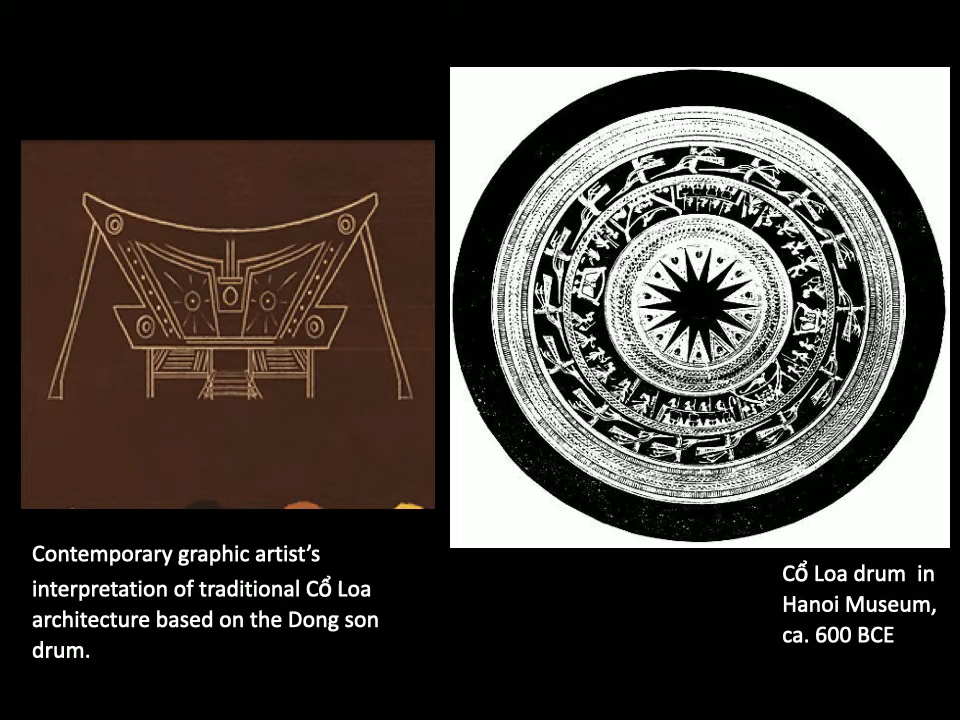 Contemporary graphic artist’s
interpretation of traditional Cổ Loa
architecture based on the Dong son
drum.
Cổ Loa drum in
Hanoi Museum,
ca. 600 BCE